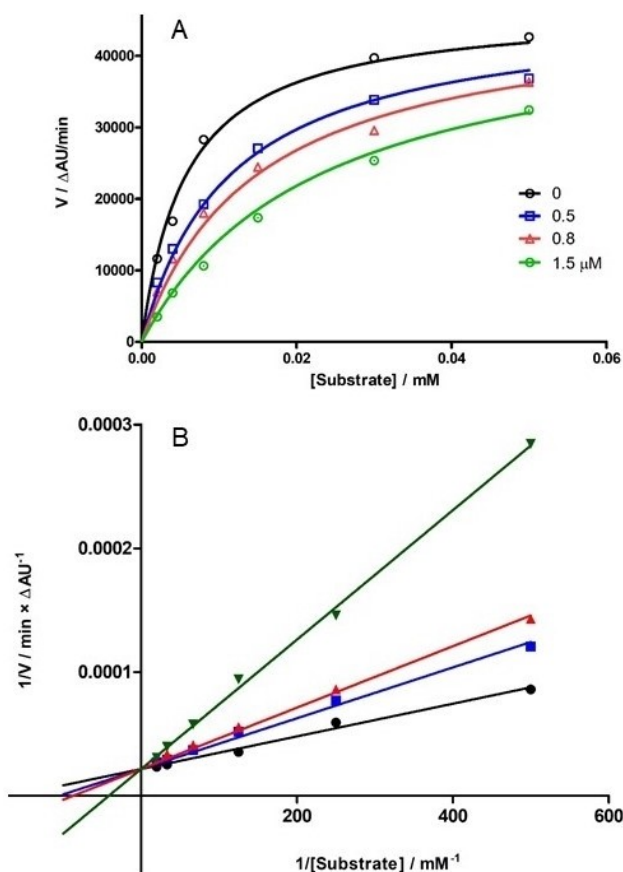 A
V / ΔAU/min
40000
30000
20000
10000
0
0.00
0.02
0.04
0.06
[Substrate] / mM
0
0.5
0.8
1.5 μM
B
1/V / min × ΔAU⁻¹
0.0003
0.0002
0.0001
200
400
600
1/[Substrate] / mM⁻¹